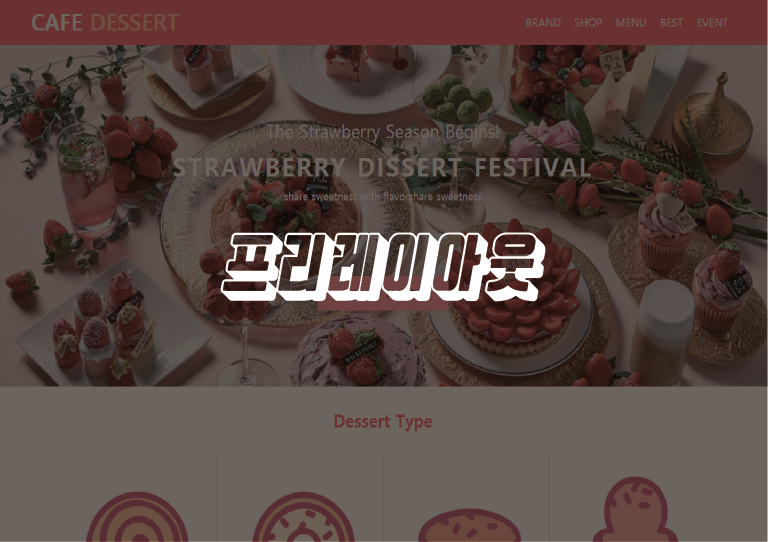 CAFE DESSERT
BRAND SHOP MENU BEST EVENT
The Strawberry Season Begins!
STRAWBERRY DISSERT FESTIVAL
share sweetness with flavorshare sweetness
프리레이아웃
Dessert Type